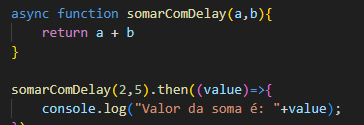 async function somarComDelay(a,b){
    return a + b
}

somarComDelay(2,5).then((value)=>{
    console.log("Valor da soma é: "+value);
})